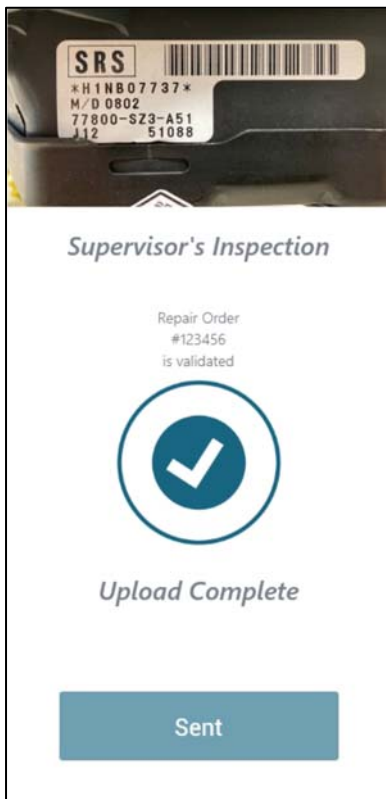 SRS
*H1NB07737*
M/D 0802
77800-SZ3-A51
J12 51088
Supervisor's Inspection
Repair Order
#123456
is validated
Upload Complete
Sent